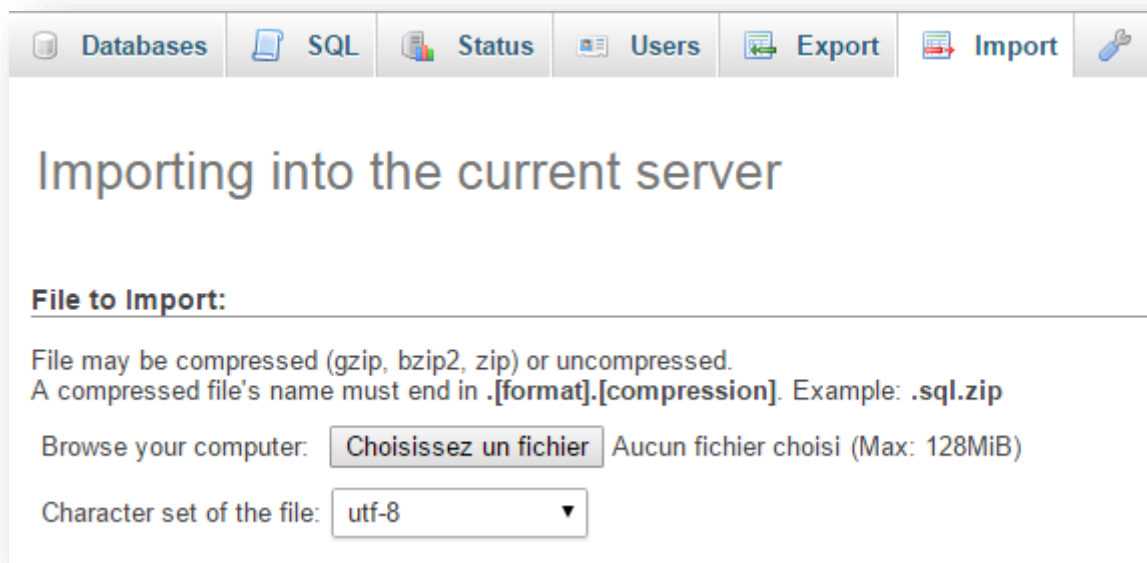 Databases SQL Status Users Export Import
Importing into the current server
File to Import:
File may be compressed (gzip, bzip2, zip) or uncompressed.
A compressed file's name must end in .[format].[compression]. Example: .sql.zip
Browse your computer: Choisissez un fichier Aucun fichier choisi (Max: 128MiB)
Character set of the file: utf-8